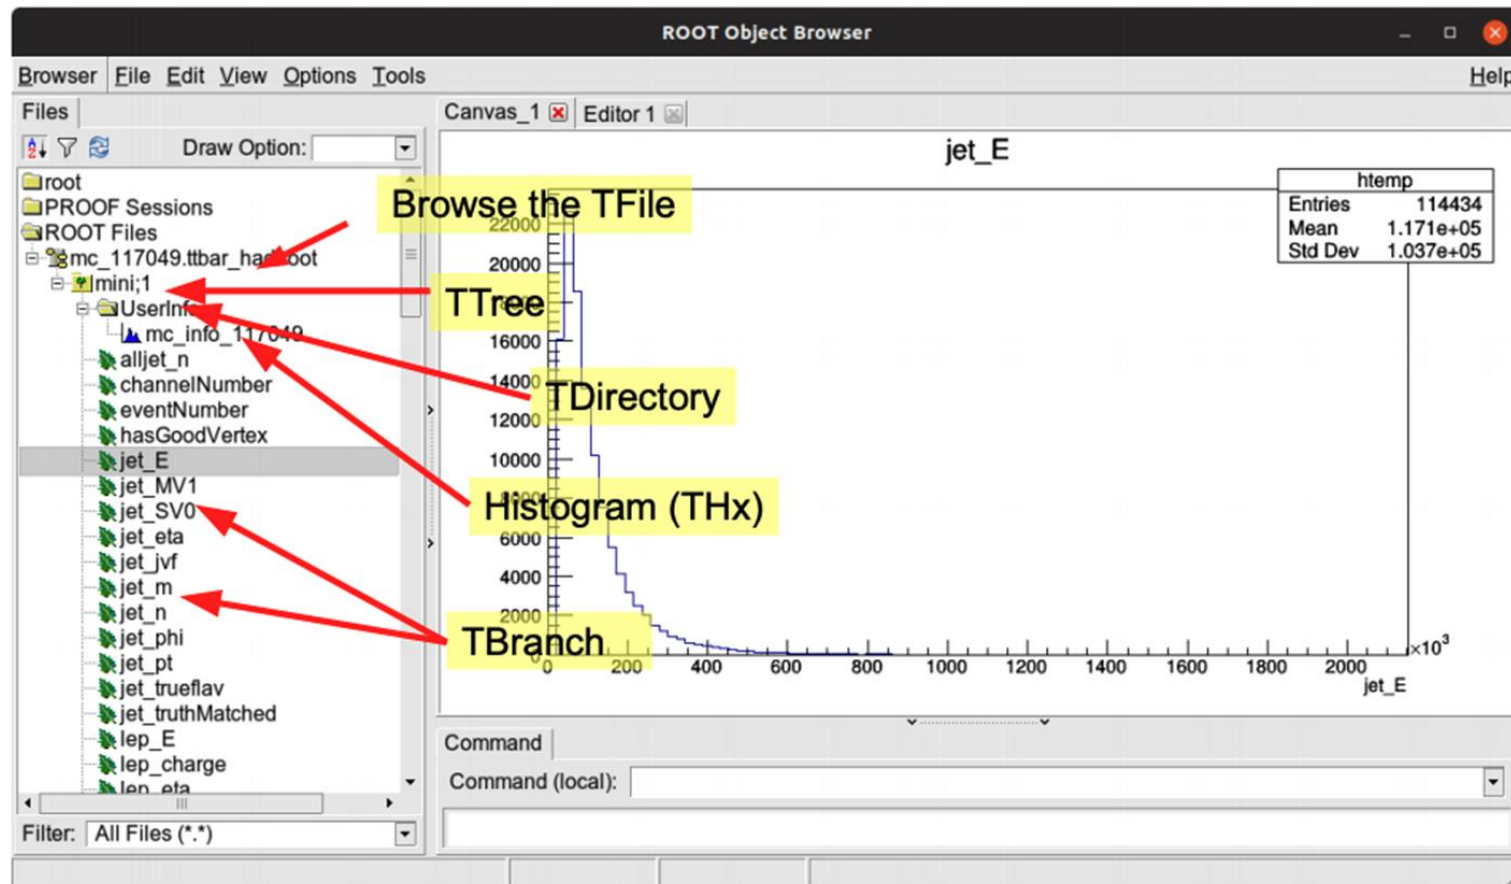 ROOT Object Browser
Browser File Edit View Options Tools Help
Files
Draw Option:
root
PROOF Sessions
ROOT Files
mini;1
alljet_n
channelNumber
eventNumber
hasGoodVertex
jet_E
jet_MV1
jet_SV0
jet_eta
jet_jvf
jet_m
jet_n
jet_phi
jet_pt
jet_trueflav
jet_truthMatched
lep_E
lep_charge
lep_eta
Filter: All Files (*.*)
Canvas_1 Editor 1
jet_E
htemp
Entries 114434
Mean 1.171e+05
Std Dev 1.037e+05
Browse the TFile
TTree
TDirectory
Histogram (THx)
TBranch
mc_info_117049
22000
20000
16000
14000
12000
10000
6000
4000
2000
0 200 400 600 800 1000 1200 1400 1600 1800 2000
×10³
jet_E
Command
Command (local):